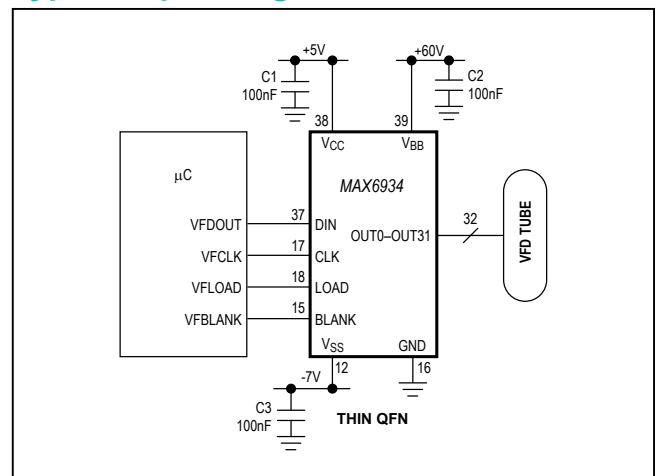 +5V
+60V
C1
100nF
C2
100nF
38
39
VCC
VBB
μC
MAX6934
VFDOUT
37
DIN
OUT0–OUT31
32
VFD TUBE
VFCLK
17
CLK
VFLOAD
18
LOAD
VFBLANK
15
BLANK
VSS
GND
12
16
-7V
C3
100nF
THIN QFN